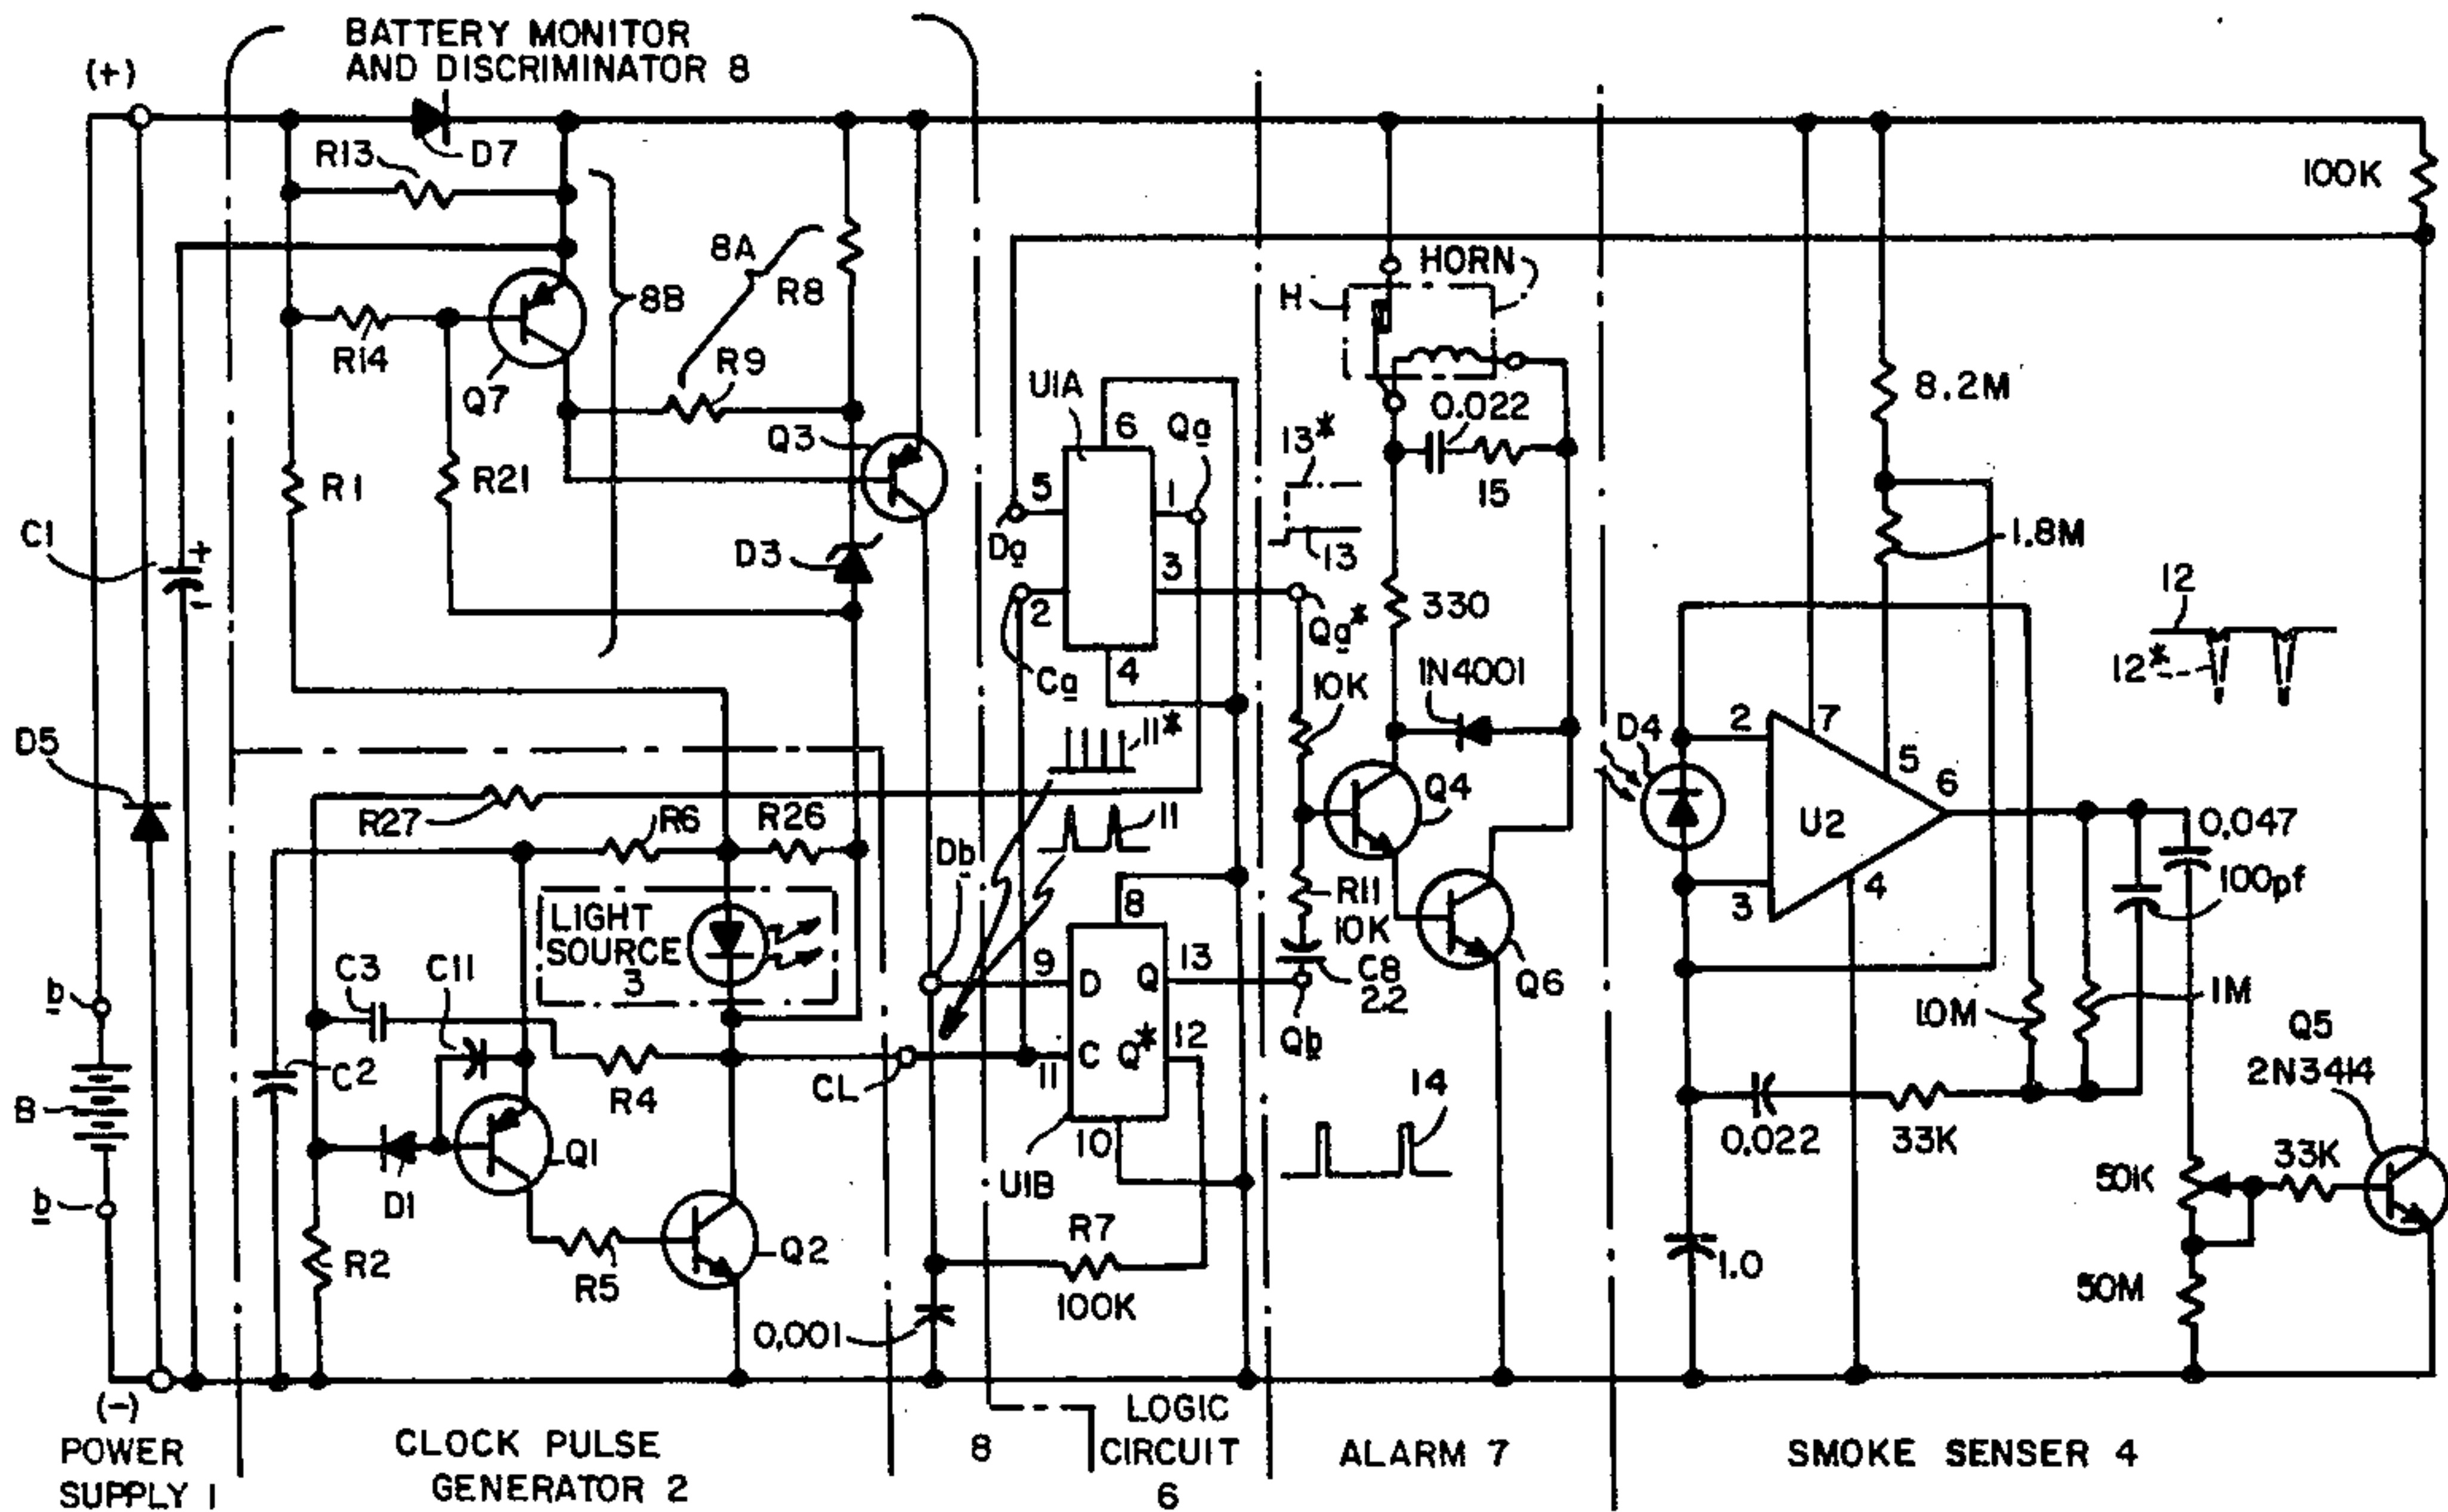 BATTERY MONITOR
AND DISCRIMINATOR 8
(+)
R13
D7
100K
8A
R8
8B
HORN
H
R14
R9
Q7
U1A
6
0.022
8.2M
Q3
Qa
13*
R1
R21
5
1
15
C1
+
-
Da
13
1.8M
D3
3
2
330
12
Qa*
Ca
4
1N4001
12*
10K
D5
11*
D4
2
7
5
6
R27
R6
R26
11
Q4
U2
0.047
Db
R11
10K
4
100pf
3
LIGHT
SOURCE
3
8
C3
C11
9
D
Q
13
C8
2.2
Q6
b
10M
1M
Q5
2N3414
C2
C
Q*
12
Qb
B
R4
CL
11
14
10
0.022
33K
Q1
D1
U1B
50K
33K
b
R2
R5
Q2
R7
100K
1.0
50M
0.001
(-)
POWER
SUPPLY 1
CLOCK PULSE
GENERATOR 2
8
LOGIC
CIRCUIT
6
ALARM 7
SMOKE SENSER 4